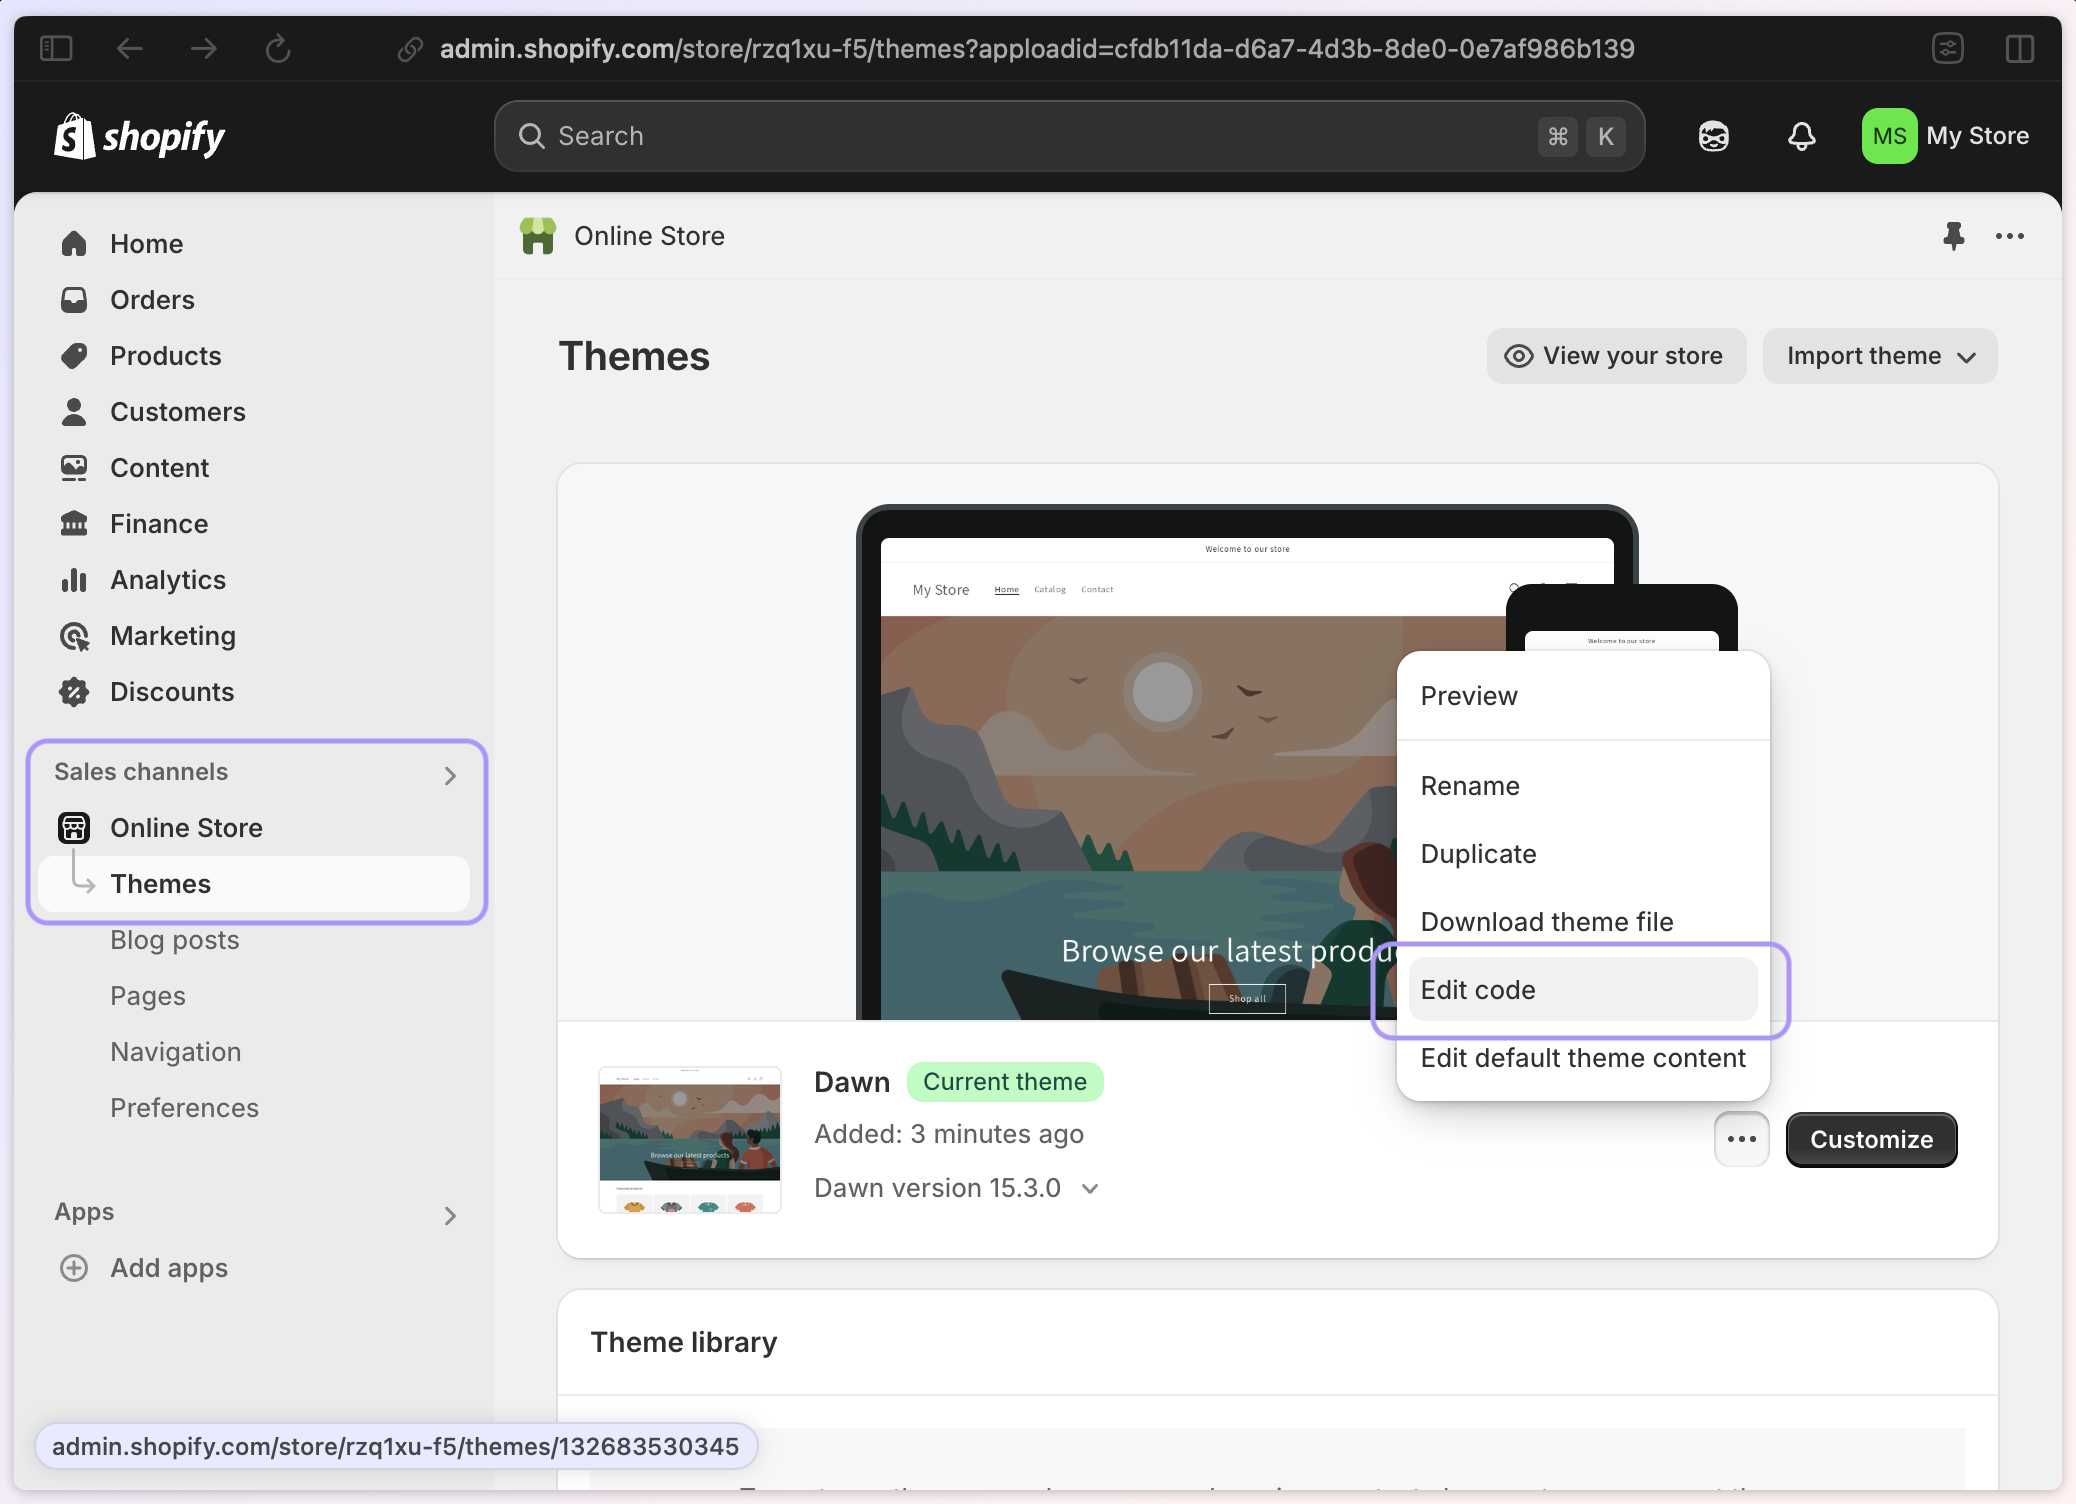 admin.shopify.com/store/rzq1xu-f5/themes?apploadid=cfdb11da-d6a7-4d3b-8de0-0e7af986b139
shopify
Search
⌘ K
MS My Store
Home
Orders
Products
Customers
Content
Finance
Analytics
Marketing
Discounts
Sales channels
Online Store
Themes
Blog posts
Pages
Navigation
Preferences
Apps
Add apps
admin.shopify.com/store/rzq1xu-f5/themes/132683530345
Online Store
Themes
View your store
Import theme
Welcome to our store
My Store Home Catalog Contact
Welcome to our store
Browse our latest produ
Shop all
Preview
Rename
Duplicate
Download theme file
Edit code
Edit default theme content
Browse our latest products
Dawn
Current theme
Added: 3 minutes ago
Dawn version 15.3.0
Customize
Theme library